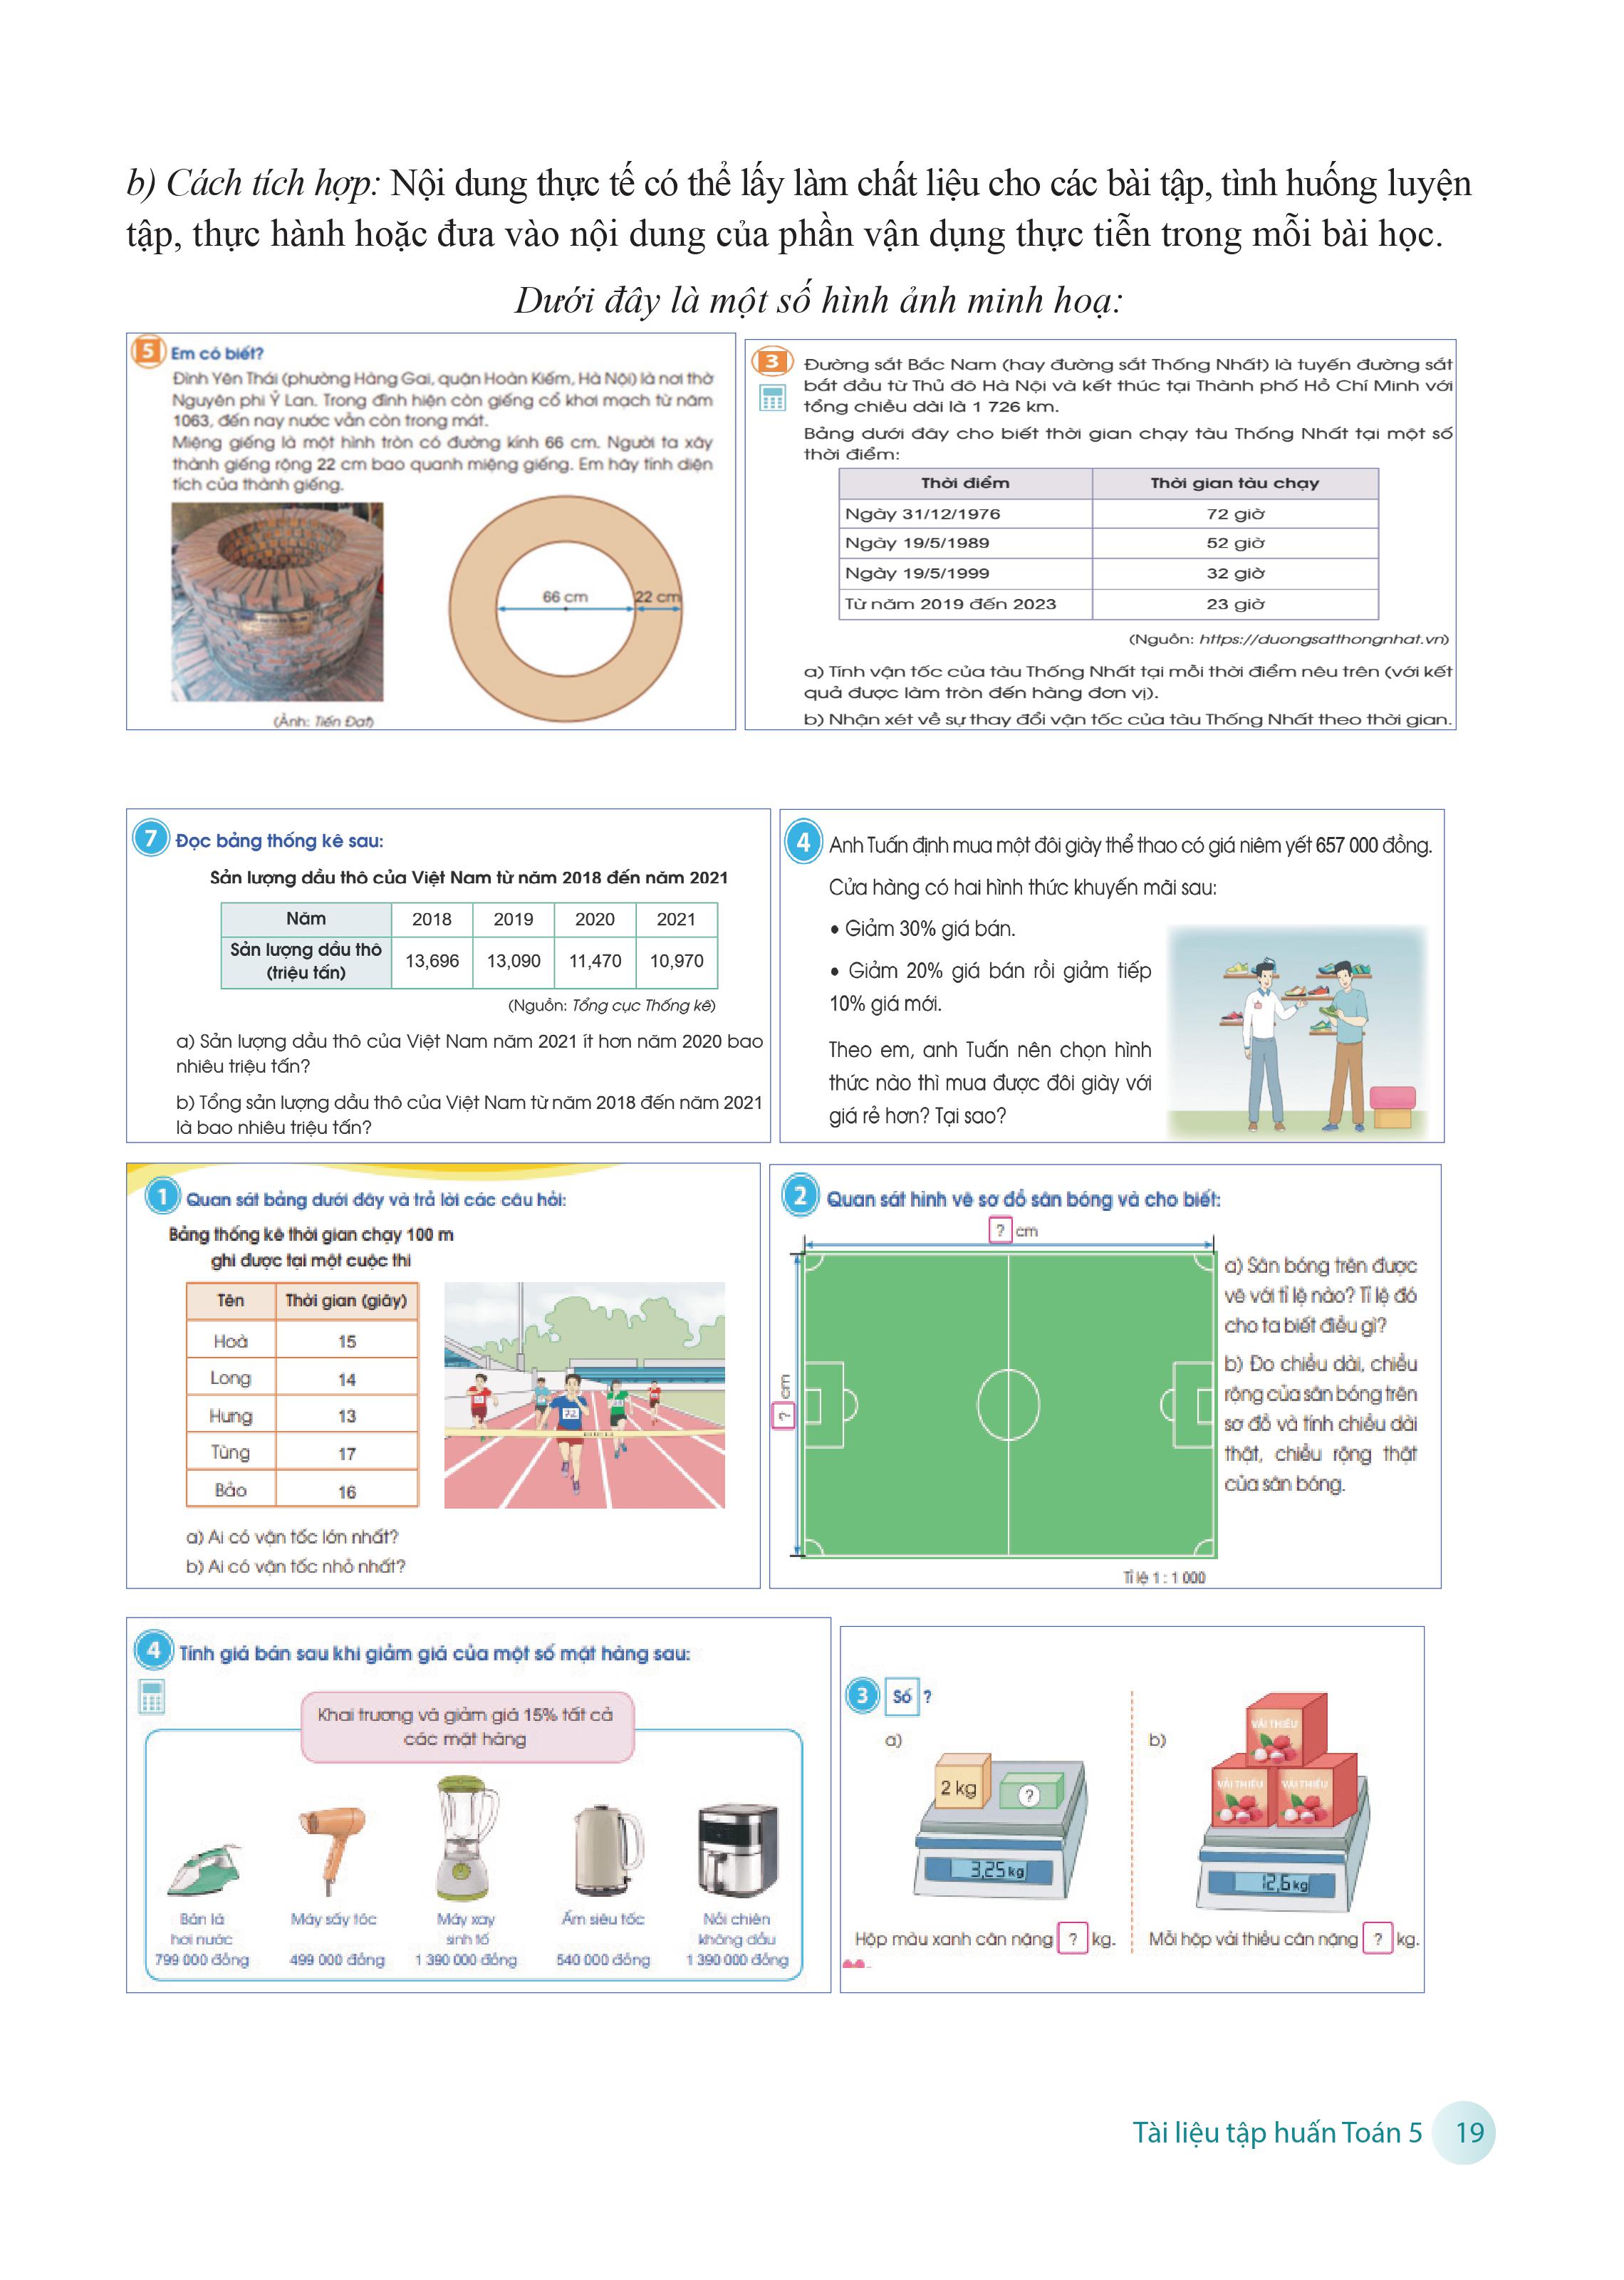 b) Cách tích hợp: Nội dung thực tế có thể lấy làm chất liệu cho các bài tập, tình huống luyện
tập, thực hành hoặc đưa vào nội dung của phần vận dụng thực tiễn trong mỗi bài học.
Dưới đây là một số hình ảnh minh hoạ:
5 Em có biết?
Đình Yên Thái (phường Hàng Gai, quận Hoàn Kiếm, Hà Nội) là nơi thờ
Nguyên phi Ỷ Lan. Trong đình hiện còn giếng cổ khơi mạch từ năm
1063, đến nay nước vẫn còn trong mát.
Miệng giếng là một hình tròn có đường kính 66 cm. Người ta xây
thành giếng rộng 22 cm bao quanh miệng giếng. Em hãy tính diện
tích của thành giếng.
66 cm
22 cm
(Ảnh: Tiến Đạt)
3 Đường sắt Bắc Nam (hay đường sắt Thống Nhất) là tuyến đường sắt
bắt đầu từ Thủ đô Hà Nội và kết thúc tại Thành phố Hồ Chí Minh với
tổng chiều dài là 1 726 km.
Bảng dưới đây cho biết thời gian chạy tàu Thống Nhất tại một số
thời điểm:
Thời điểm Thời gian tàu chạy
Ngày 31/12/1976 72 giờ
Ngày 19/5/1989 52 giờ
Ngày 19/5/1999 32 giờ
Từ năm 2019 đến 2023 23 giờ
(Nguồn: https://duongsatthongnhat.vn)
a) Tính vận tốc của tàu Thống Nhất tại mỗi thời điểm nêu trên (với kết
quả được làm tròn đến hàng đơn vị).
b) Nhận xét về sự thay đổi vận tốc của tàu Thống Nhất theo thời gian.
7 Đọc bảng thống kê sau:
Sản lượng dầu thô của Việt Nam từ năm 2018 đến năm 2021
Năm 2018 2019 2020 2021
Sản lượng dầu thô
(triệu tấn) 13,696 13,090 11,470 10,970
(Nguồn: Tổng cục Thống kê)
a) Sản lượng dầu thô của Việt Nam năm 2021 ít hơn năm 2020 bao
nhiêu triệu tấn?
b) Tổng sản lượng dầu thô của Việt Nam từ năm 2018 đến năm 2021
là bao nhiêu triệu tấn?
4 Anh Tuấn định mua một đôi giày thể thao có giá niêm yết 657 000 đồng.
Cửa hàng có hai hình thức khuyến mãi sau:
• Giảm 30% giá bán.
• Giảm 20% giá bán rồi giảm tiếp
10% giá mới.
Theo em, anh Tuấn nên chọn hình
thức nào thì mua được đôi giày với
giá rẻ hơn? Tại sao?
1 Quan sát bảng dưới đây và trả lời các câu hỏi:
Bảng thống kê thời gian chạy 100 m
ghi được tại một cuộc thi
Tên Thời gian (giây)
Hoà 15
Long 14
Hưng 13
Tùng 17
Bảo 16
72
a) Ai có vận tốc lớn nhất?
b) Ai có vận tốc nhỏ nhất?
2 Quan sát hình vẽ sơ đồ sân bóng và cho biết:
? cm
? cm
a) Sân bóng trên được
vẽ với tỉ lệ nào? Tỉ lệ đó
cho ta biết điều gì?
b) Đo chiều dài, chiều
rộng của sân bóng trên
sơ đồ và tính chiều dài
thật, chiều rộng thật
của sân bóng.
Tỉ lệ 1 : 1 000
4 Tính giá bán sau khi giảm giá của một số mặt hàng sau:
Khai trương và giảm giá 15% tất cả
các mặt hàng
Bàn là
hơi nước
799 000 đồng
Máy sấy tóc
499 000 đồng
Máy xay
sinh tố
1 390 000 đồng
Ấm siêu tốc
540 000 đồng
Nồi chiên
không dầu
1 390 000 đồng
3 Số ?
a)
2 kg
?
3,25 kg
Hộp màu xanh cân nặng ? kg.
b)
VẢI THIỀU
VẢI THIỀU VẢI THIỀU
12,6 kg
Mỗi hộp vải thiều cân nặng ? kg.
Tài liệu tập huấn Toán 5 19